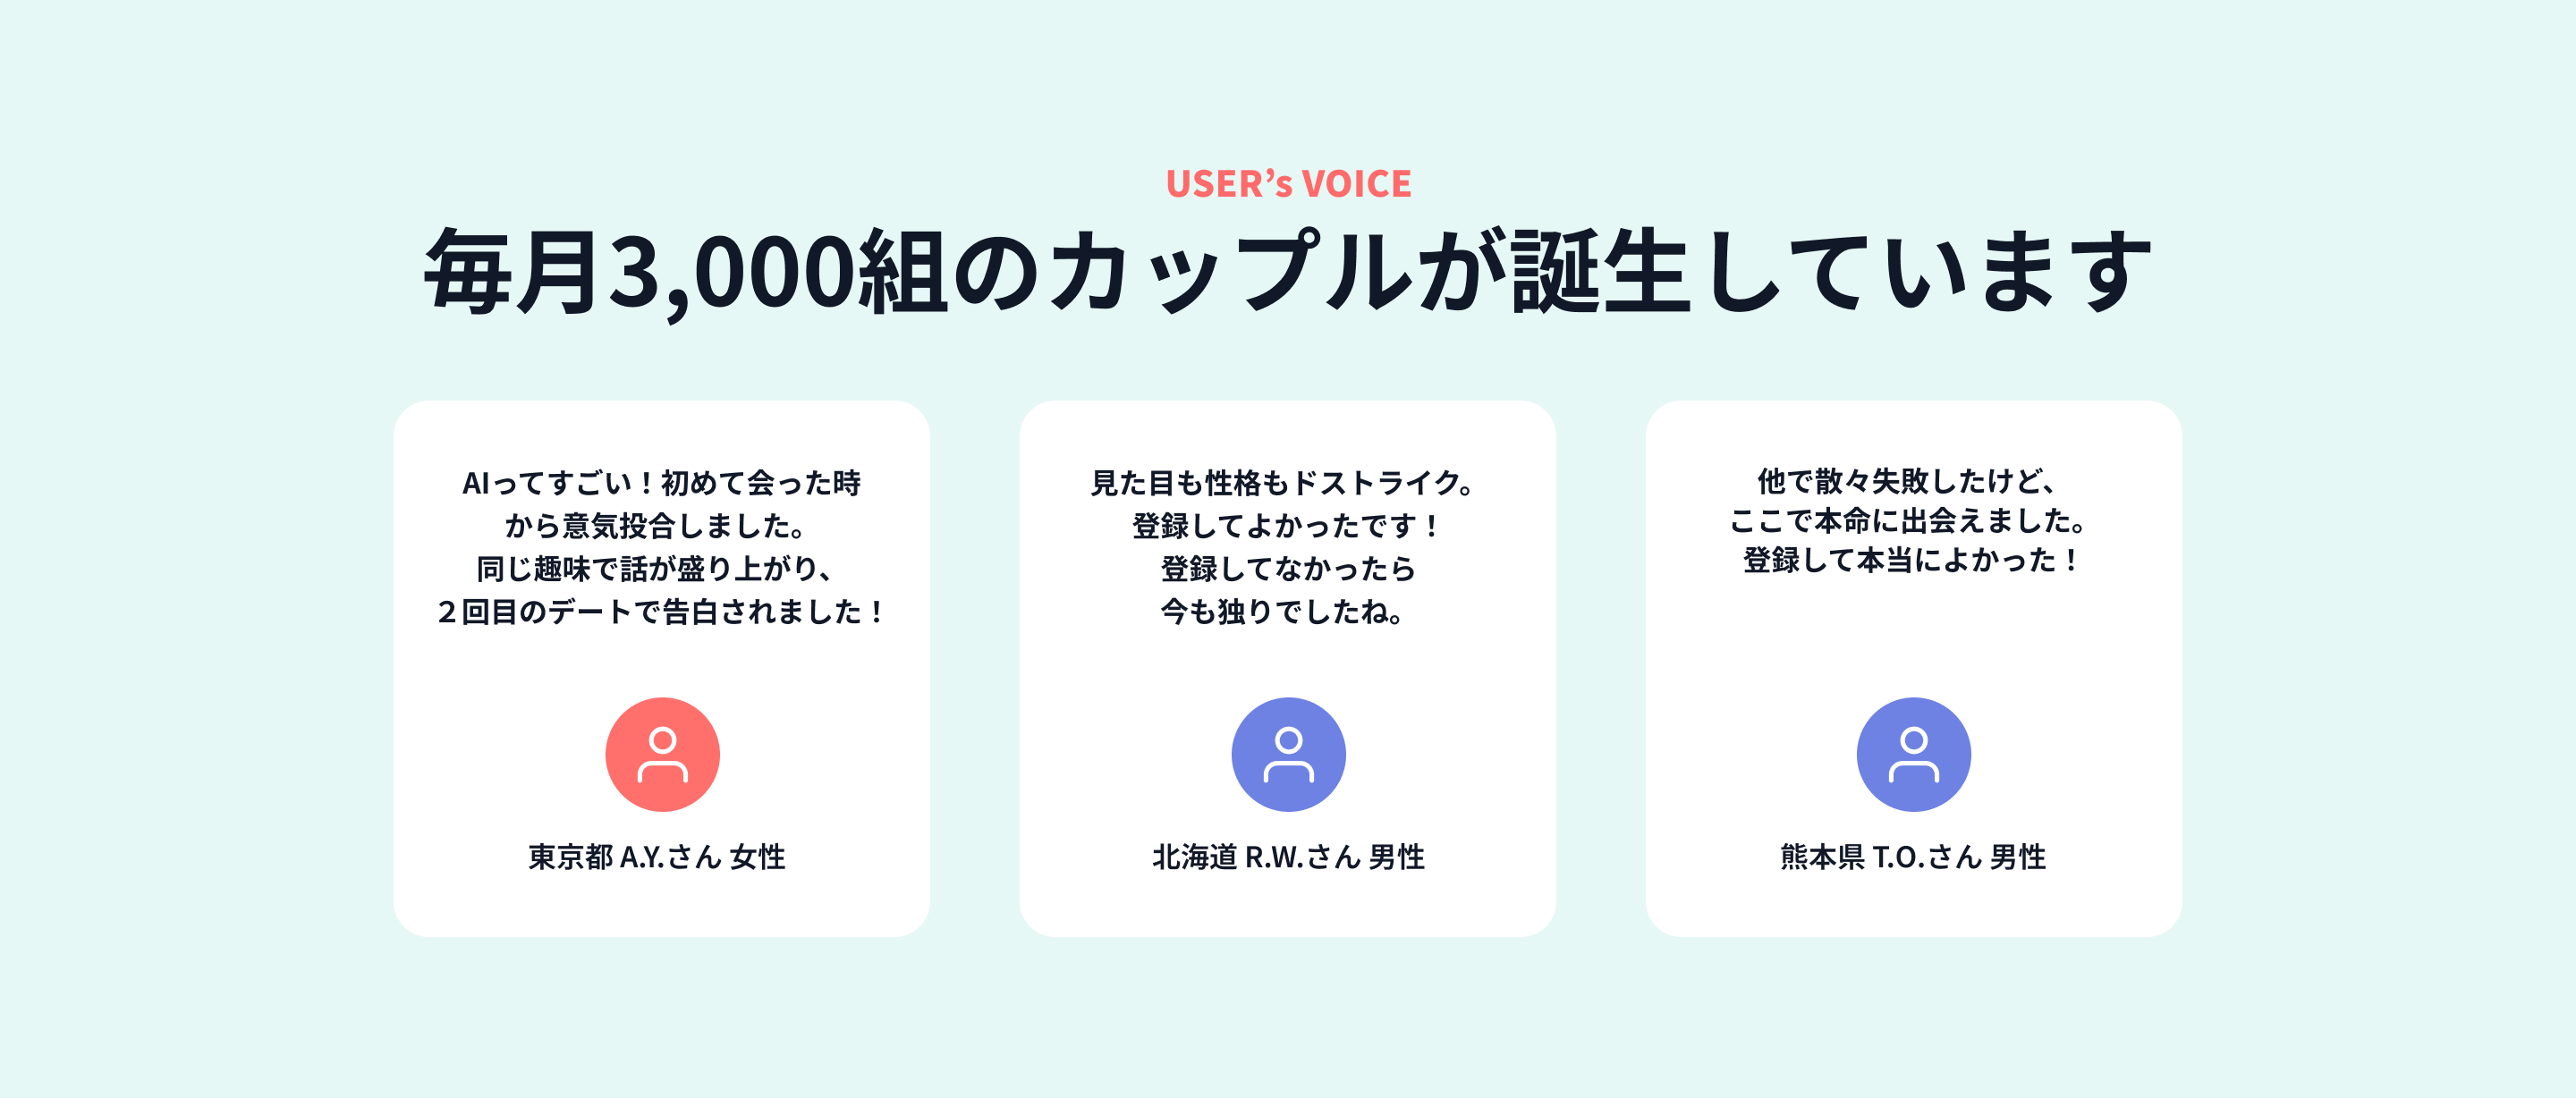 USER’s VOICE
毎月3,000組のカップルが誕生しています
AIってすごい！初めて会った時
から意気投合しました。
同じ趣味で話が盛り上がり、
２回目のデートで告白されました！
東京都 A.Y.さん 女性
見た目も性格もドストライク。
登録してよかったです！
登録してなかったら
今も独りでしたね。
北海道 R.W.さん 男性
他で散々失敗したけど、
ここで本命に出会えました。
登録して本当によかった！
熊本県 T.O.さん 男性